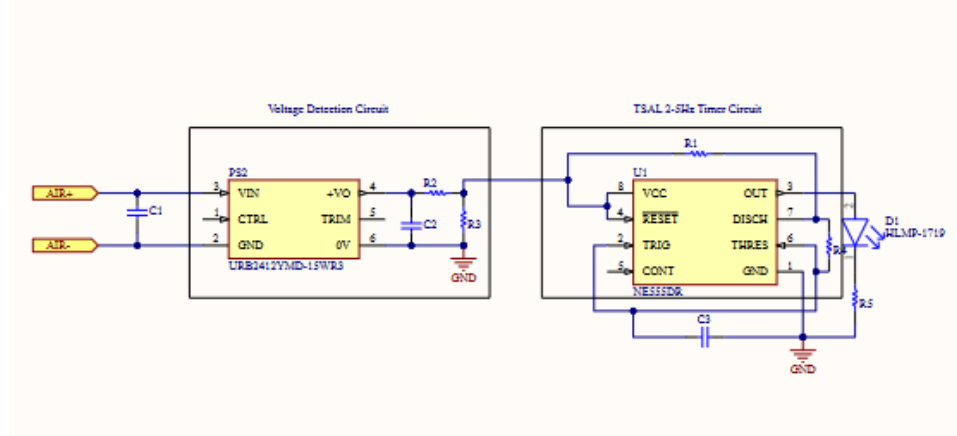 Voltage Detection Circuit
TSAL 2-5Hz Timer Circuit
AIR+
AIR-
C1
PS2
3 VIN +VO 4
1 CTRL TRIM 5
2 GND 0V 6
URB2412YMD-15WR3
R2
C2
R3
GND
R1
U1
8 VCC OUT 3
4 RESET DISCH 7
2 TRIG THRES 6
5 CONT GND 1
NE555DR
R4
2
D1
HLMP-1719
1
R5
C3
GND